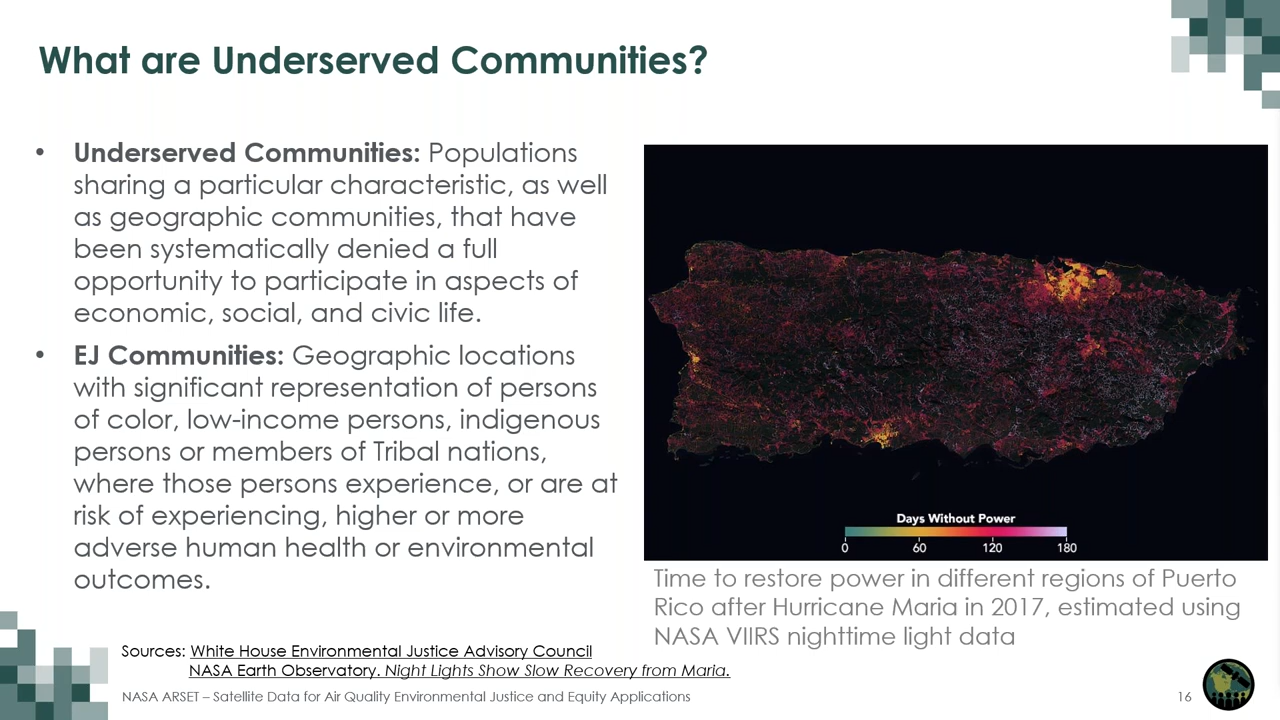 What are Underserved Communities?
• Underserved Communities: Populations
sharing a particular characteristic, as well
as geographic communities, that have
been systematically denied a full
opportunity to participate in aspects of
economic, social, and civic life.
• EJ Communities: Geographic locations
with significant representation of persons
of color, low-income persons, indigenous
persons or members of Tribal nations,
where those persons experience, or are at
risk of experiencing, higher or more
adverse human health or environmental
outcomes.
Days Without Power
0 60 120 180
Time to restore power in different regions of Puerto
Rico after Hurricane Maria in 2017, estimated using
NASA VIIRS nighttime light data
Sources: White House Environmental Justice Advisory Council
NASA Earth Observatory. Night Lights Show Slow Recovery from Maria.
NASA ARSET – Satellite Data for Air Quality Environmental Justice and Equity Applications
16